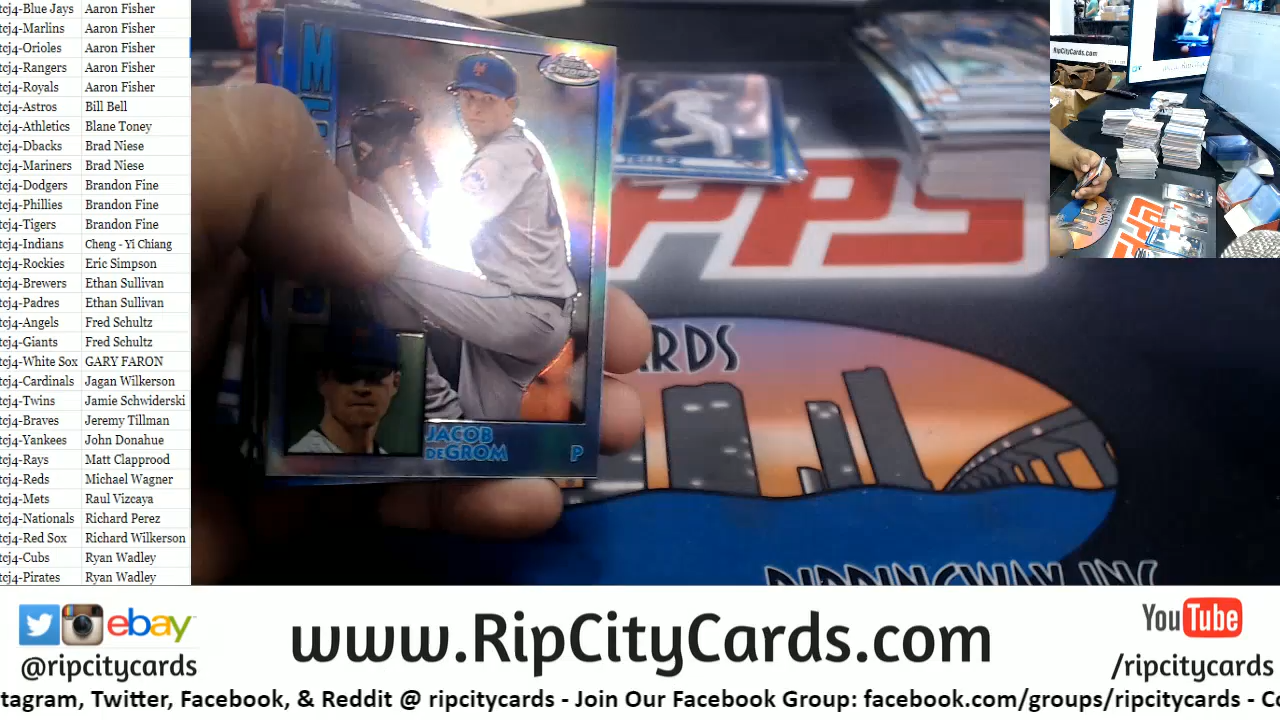 tcj4-Blue Jays Aaron Fisher
tcj4-Marlins Aaron Fisher
tcj4-Orioles Aaron Fisher
tcj4-Rangers Aaron Fisher
tcj4-Royals Aaron Fisher
tcj4-Astros Bill Bell
tcj4-Athletics Blane Toney
tcj4-Dbacks Brad Niese
tcj4-Mariners Brad Niese
tcj4-Dodgers Brandon Fine
tcj4-Phillies Brandon Fine
tcj4-Tigers Brandon Fine
tcj4-Indians Cheng - Yi Chiang
tcj4-Rockies Eric Simpson
tcj4-Brewers Ethan Sullivan
tcj4-Padres Ethan Sullivan
tcj4-Angels Fred Schultz
tcj4-Giants Fred Schultz
tcj4-White Sox GARY FARON
tcj4-Cardinals Jagan Wilkerson
tcj4-Twins Jamie Schwiderski
tcj4-Braves Jeremy Tillman
tcj4-Yankees John Donahue
tcj4-Rays Matt Clapprood
tcj4-Reds Michael Wagner
tcj4-Mets Raul Vizcaya
tcj4-Nationals Richard Perez
tcj4-Red Sox Richard Wilkerson
tcj4-Cubs Ryan Wadley
tcj4-Pirates Ryan Wadley
JACOB
deGROM P
TELLEZ
PPS
ARDS
RIPPINGWAX INC
RipCityCards.com
ebay
@ripcitycards
www.RipCityCards.com
YouTube
/ripcitycards
stagram, Twitter, Facebook, & Reddit @ ripcitycards - Join Our Facebook Group: facebook.com/groups/ripcitycards - Co